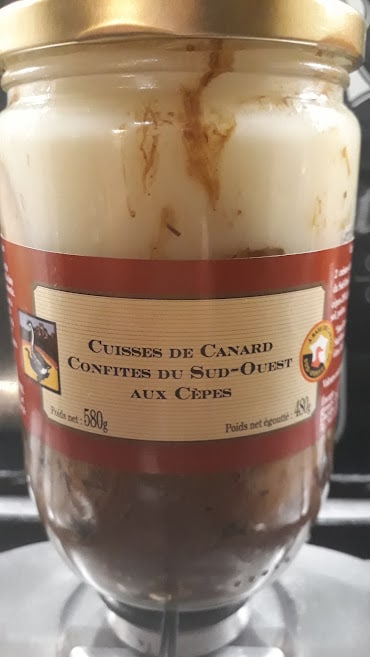 CUISSES DE CANARD
CONFITES DU SUD-OUEST
AUX CÈPES
Poids net : 580g
Poids net égoutté : 480g